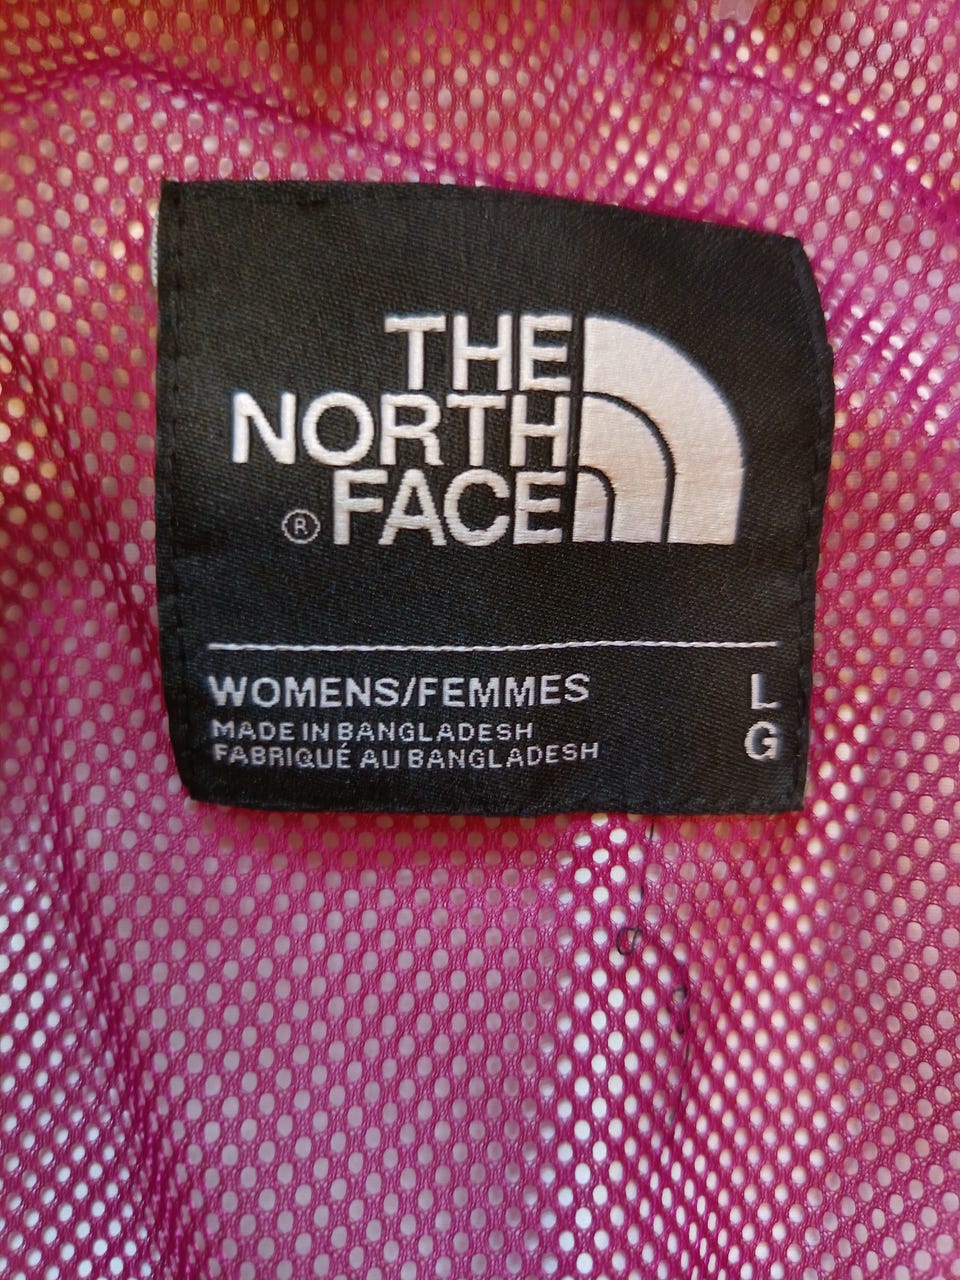 THE
NORTH
® FACE
WOMENS/FEMMES L
MADE IN BANGLADESH G
FABRIQUÉ AU BANGLADESH